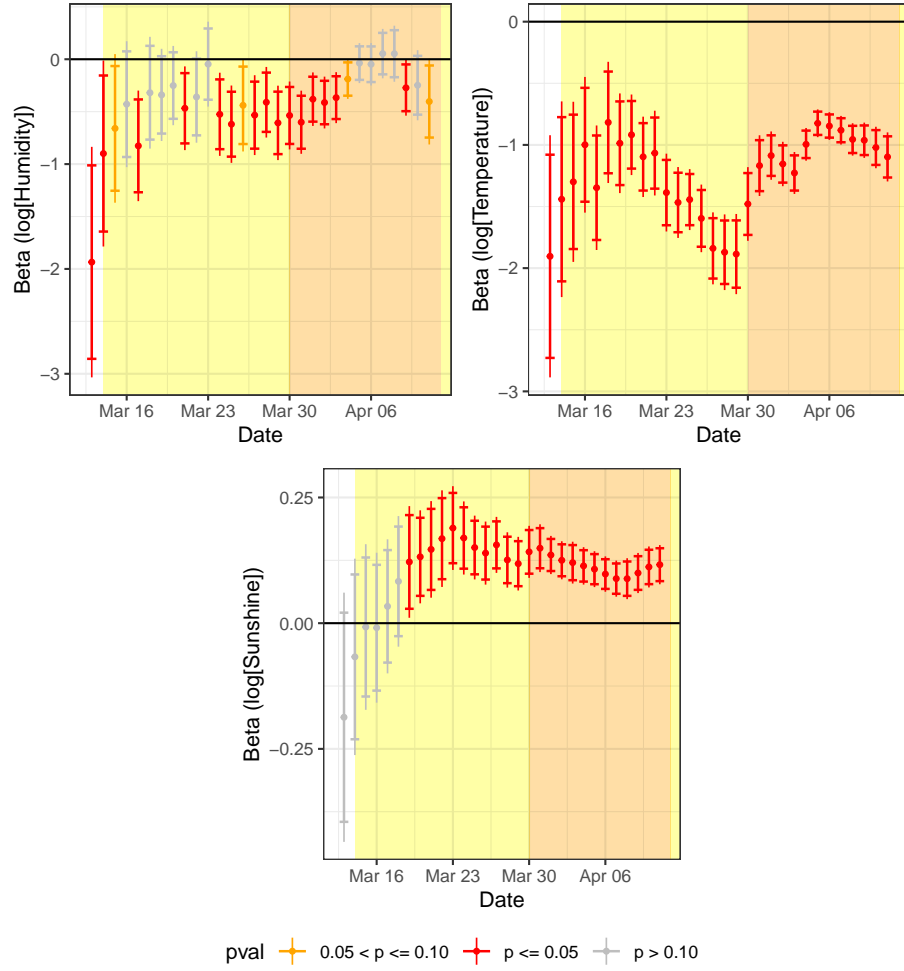 0
−1
−2
−3
Mar 16
Mar 23
Mar 30
Apr 06
Date
Beta (log[Humidity])
0
−1
−2
−3
Mar 16
Mar 23
Mar 30
Apr 06
Date
Beta (log[Temperature])
0.25
0.00
−0.25
Mar 16
Mar 23
Mar 30
Apr 06
Date
Beta (log[Sunshine])
pval 0.05 < p <= 0.10 p <= 0.05 p > 0.10